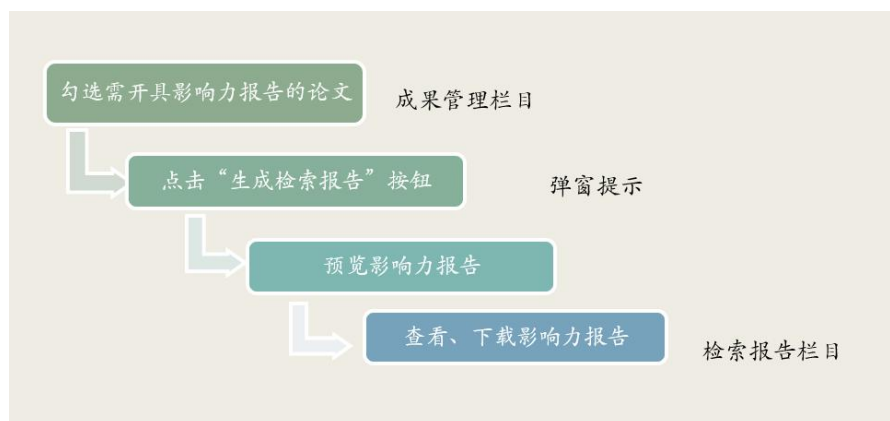 勾选需开具影响力报告的论文
成果管理栏目
点击“生成检索报告”按钮
弹窗提示
预览影响力报告
查看、下载影响力报告
检索报告栏目